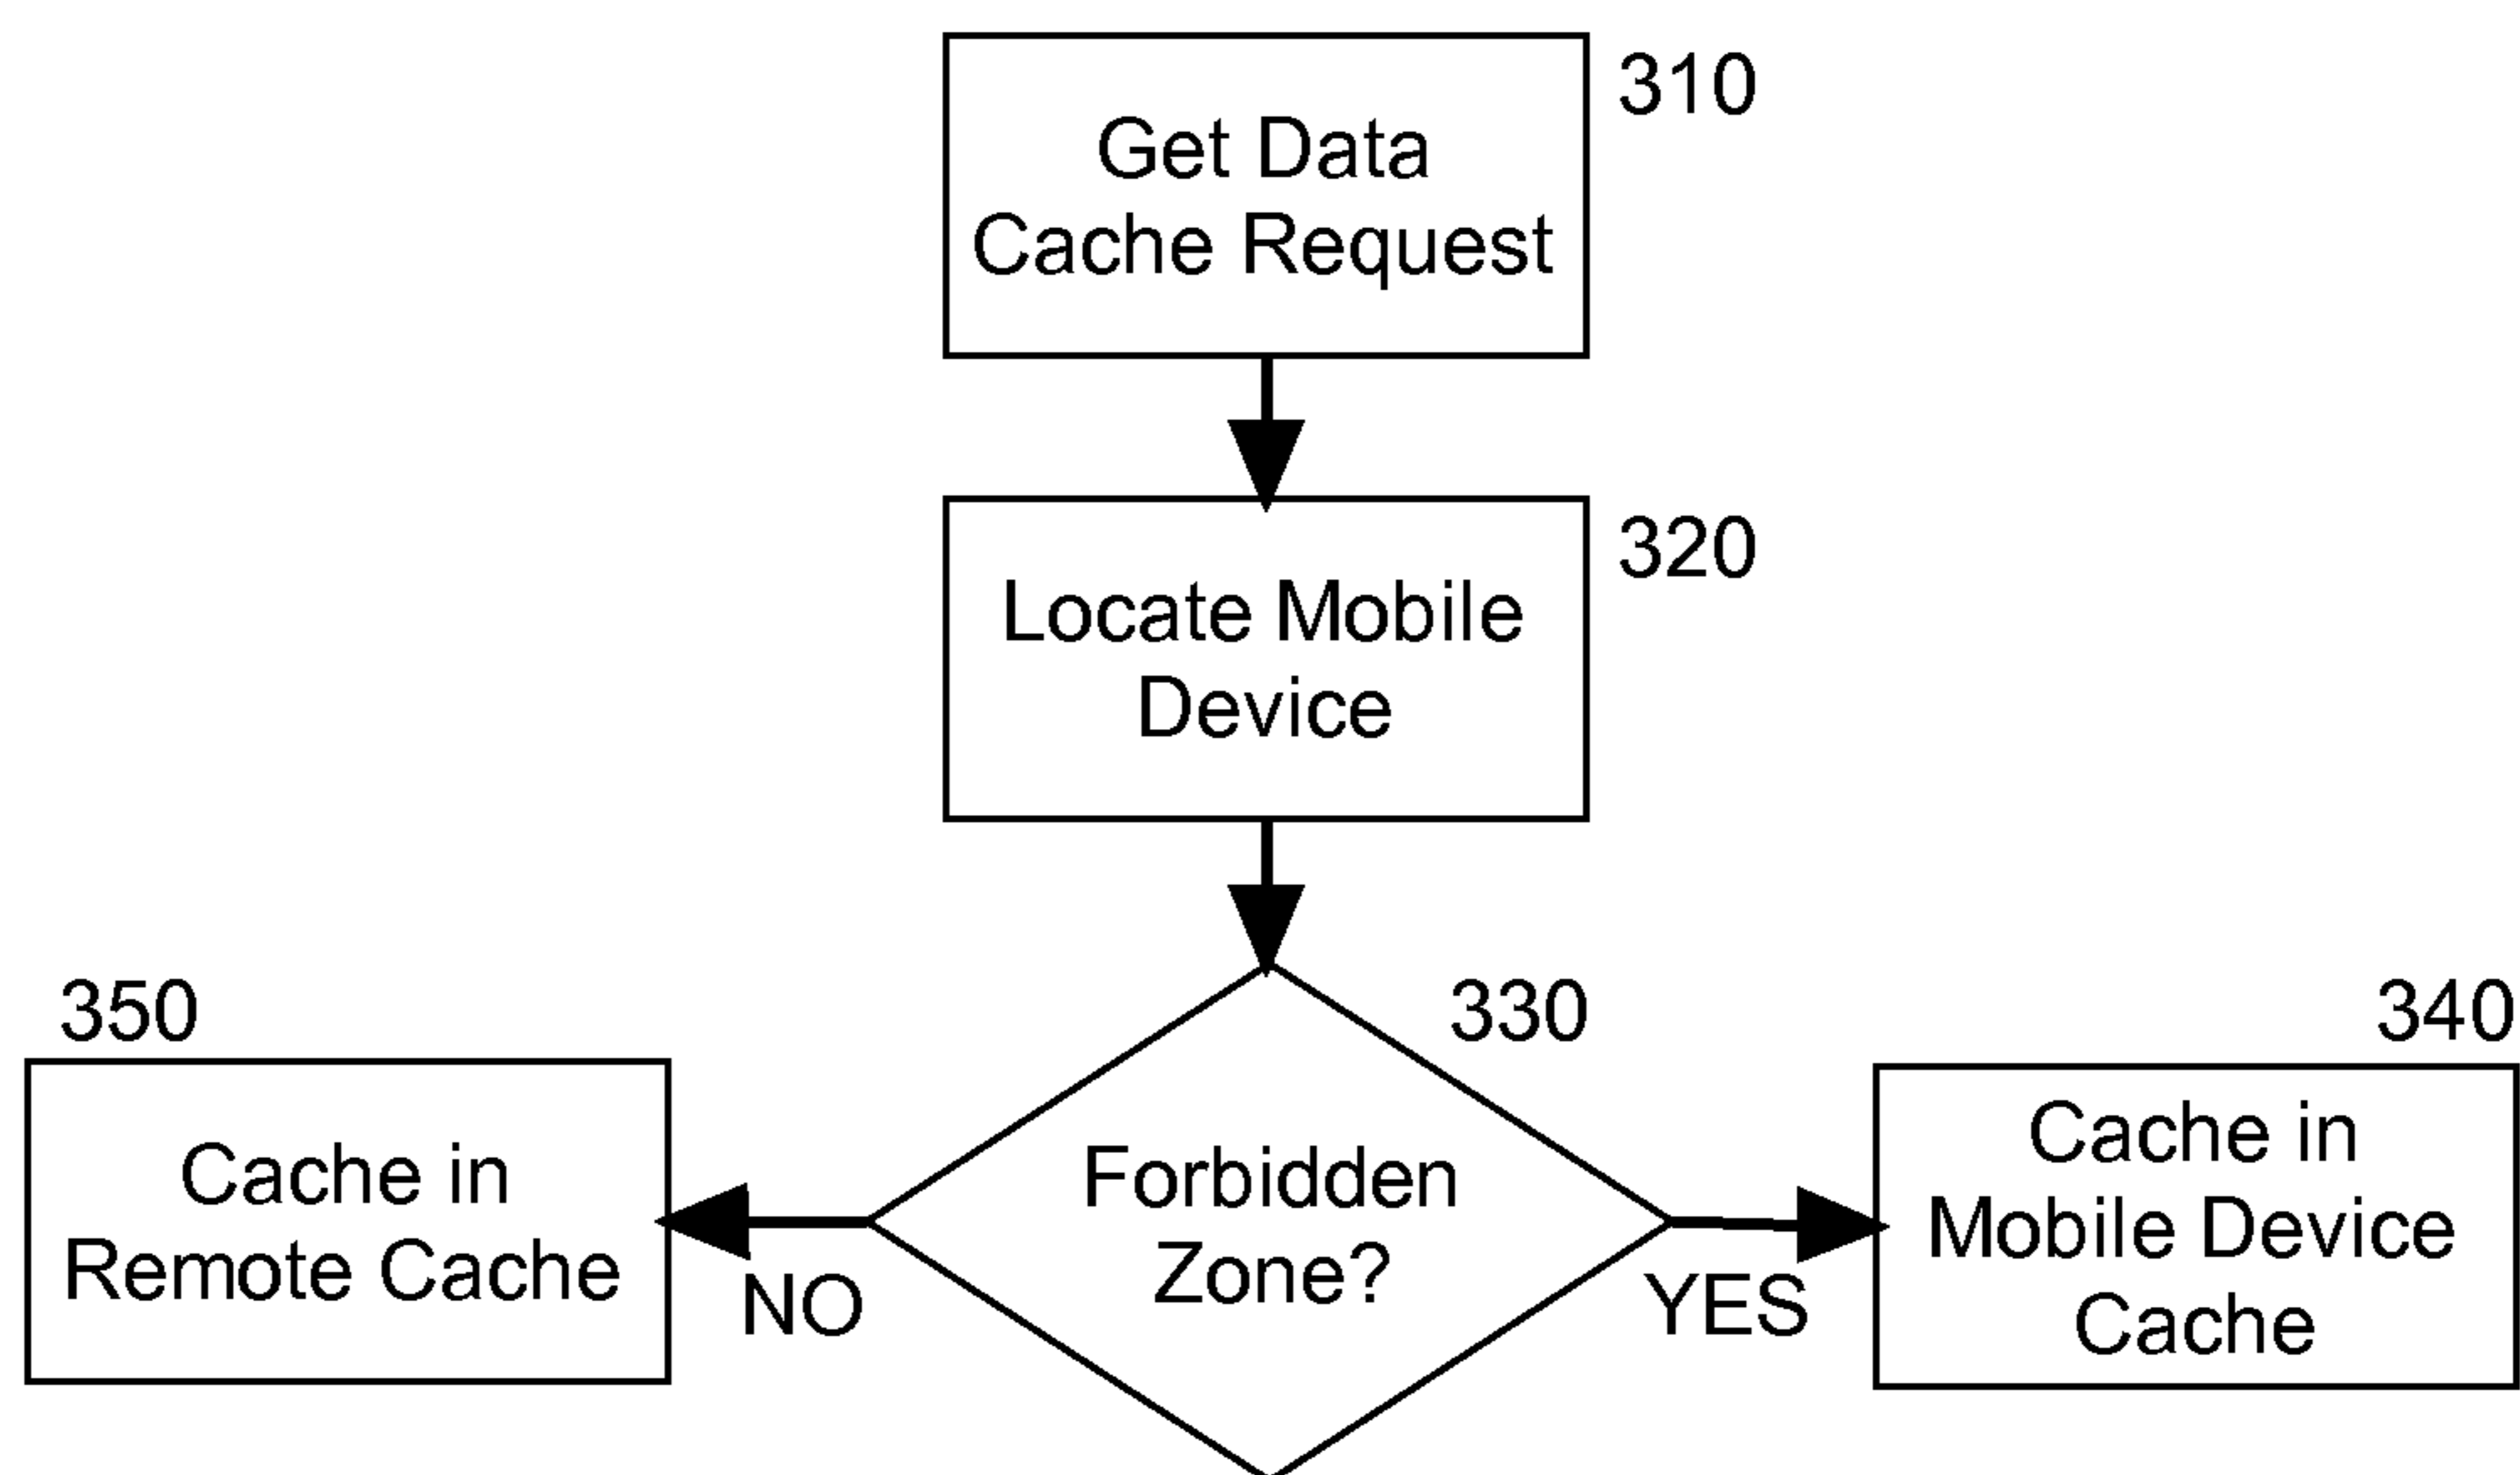 310
Get Data
Cache Request
320
Locate Mobile
Device
350
330
340
Cache in
Remote Cache
NO
Forbidden
Zone?
YES
Cache in
Mobile Device
Cache